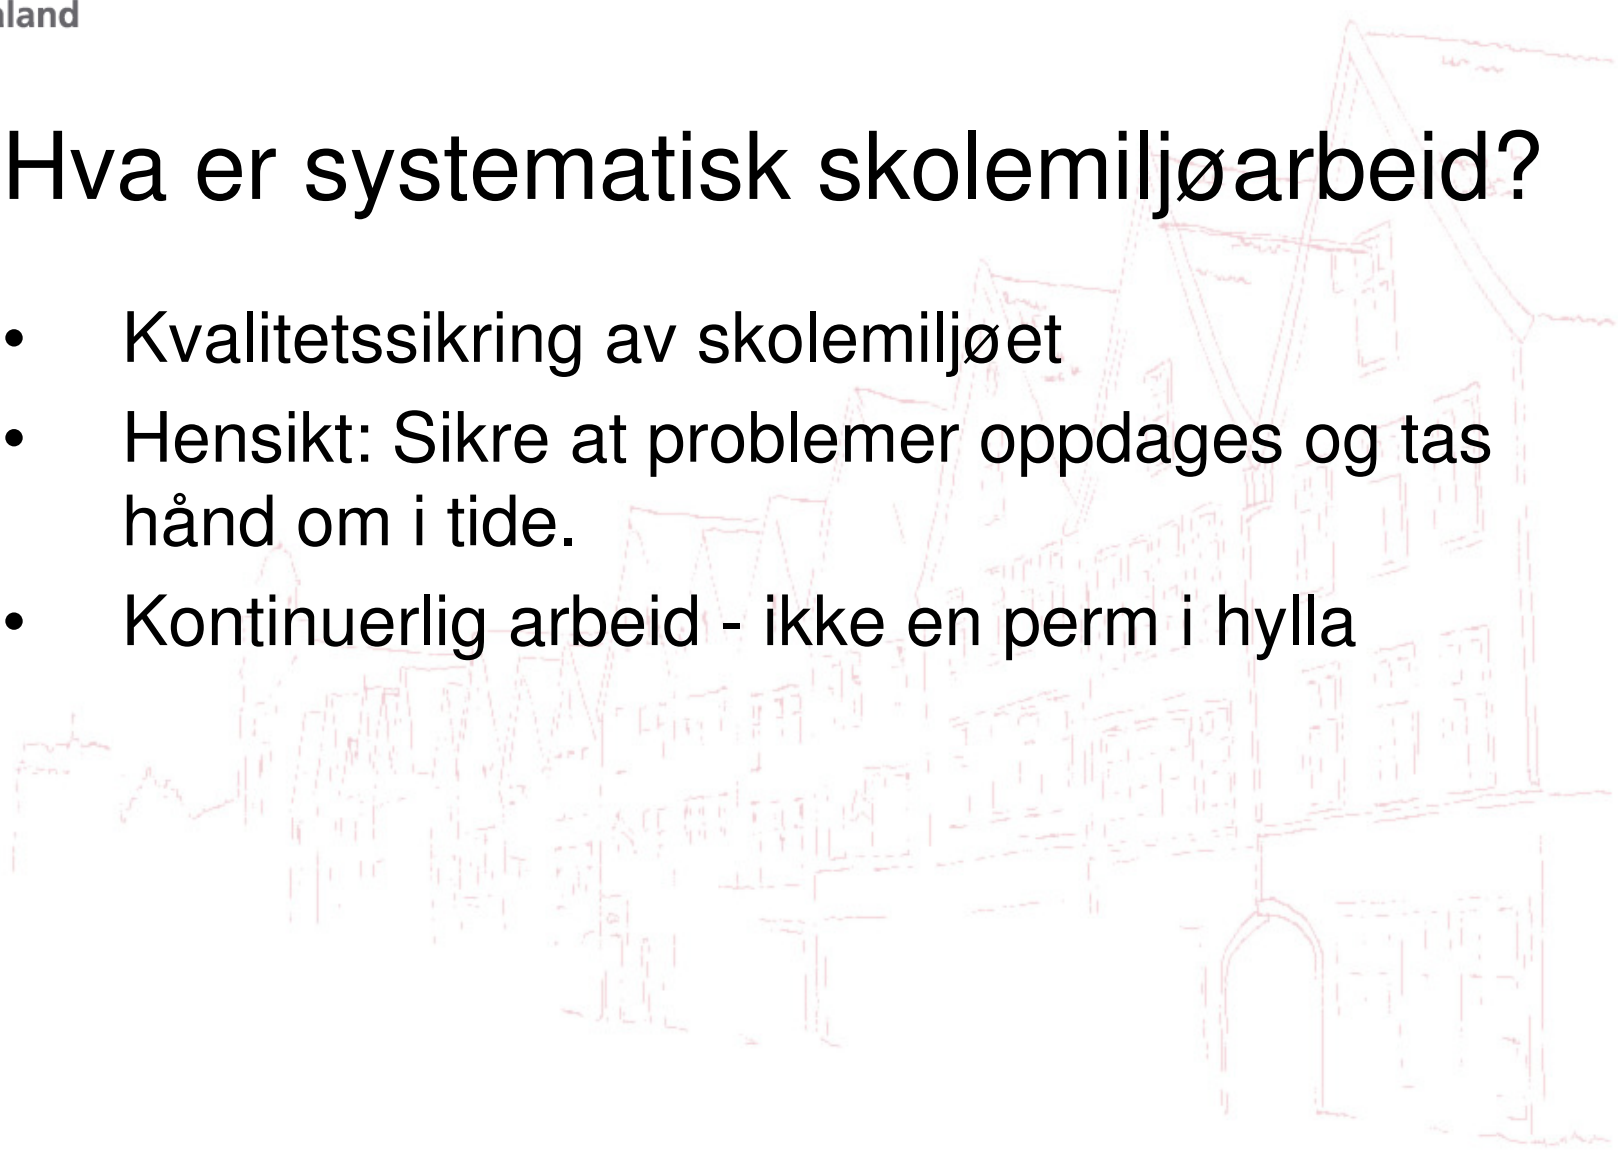 aland
Hva er systematisk skolemiljøarbeid?
• Kvalitetssikring av skolemiljøet
• Hensikt: Sikre at problemer oppdages og tas
hånd om i tide.
• Kontinuerlig arbeid - ikke en perm i hylla